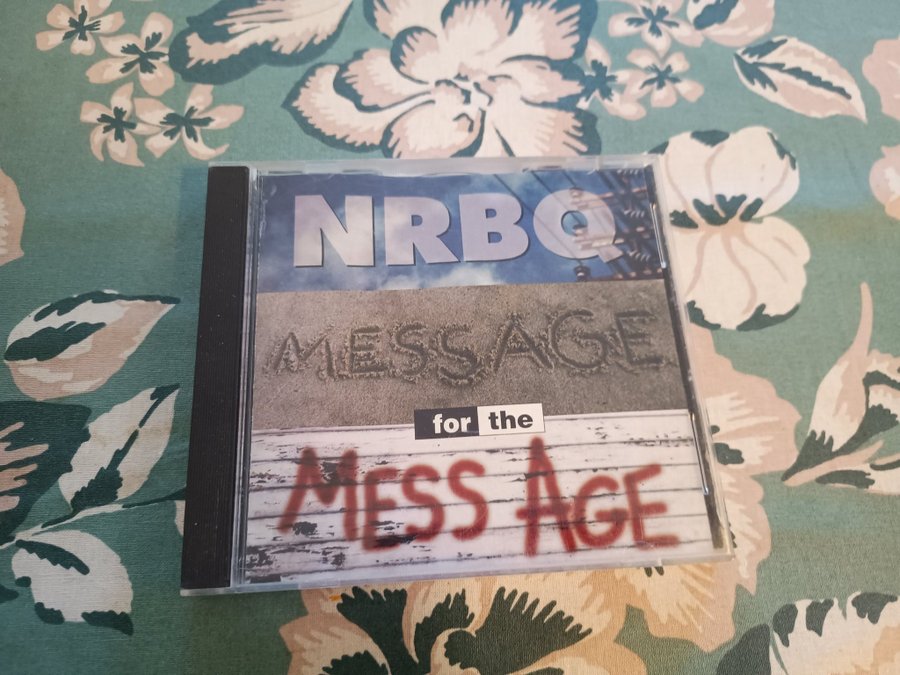 NRBQ
MESSAGE
for the
MESS AGE